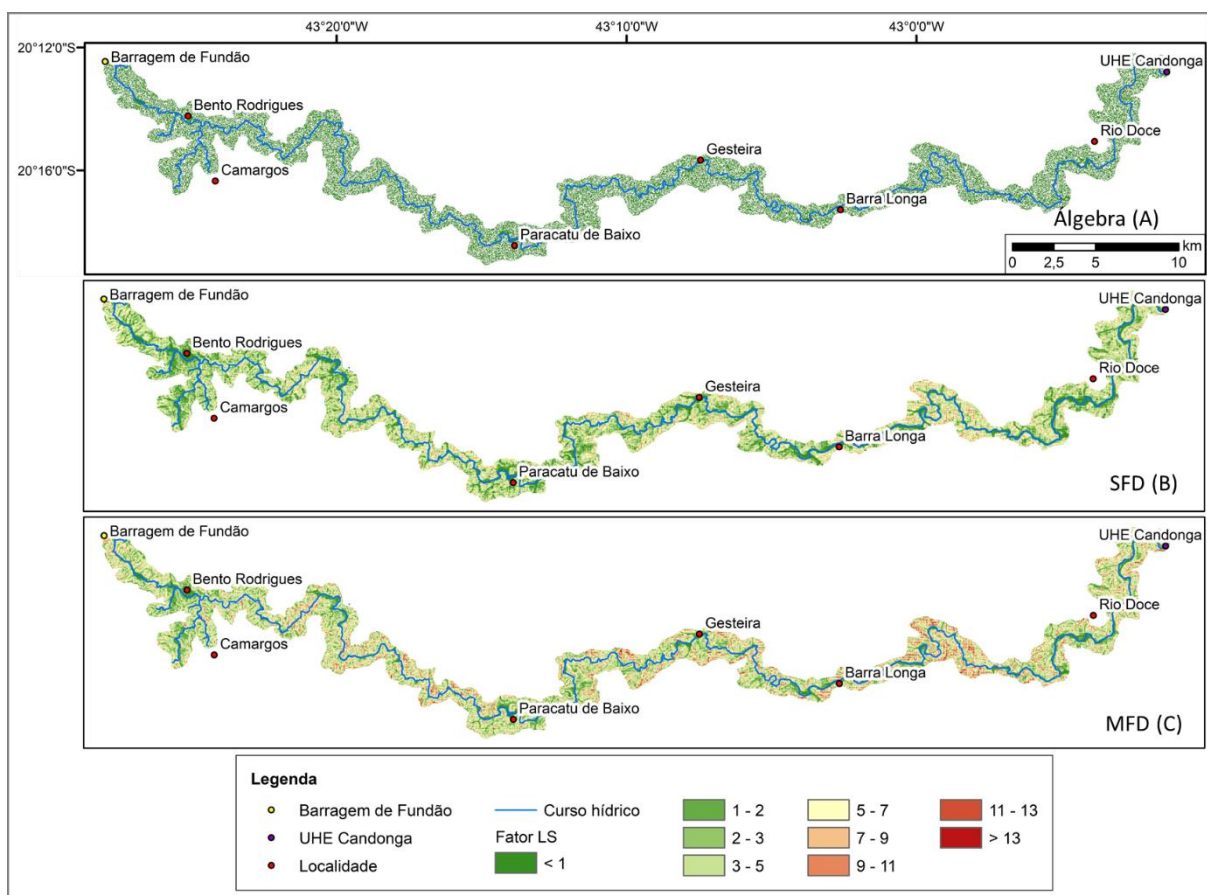 43°20'0"W 43°10'0"W 43°00'0"W
20°12'0"S
Barragem de Fundão
UHE Candonga
Bento Rodrigues
Rio Doce
Gesteira
20°16'0"S
Camargos
Barra Longa
Álgebra (A)
Paracatu de Baixo
km
0 2,5 5 10
Barragem de Fundão
UHE Candonga
Bento Rodrigues
Rio Doce
Gesteira
Camargos
Barra Longa
Paracatu de Baixo
SFD (B)
Barragem de Fundão
UHE Candonga
Bento Rodrigues
Rio Doce
Gesteira
Camargos
Barra Longa
Paracatu de Baixo
MFD (C)
Legenda
Barragem de Fundão
UHE Candonga
Localidade
Curso hídrico
Fator LS
< 1
1 - 2
2 - 3
3 - 5
5 - 7
7 - 9
9 - 11
11 - 13
> 13